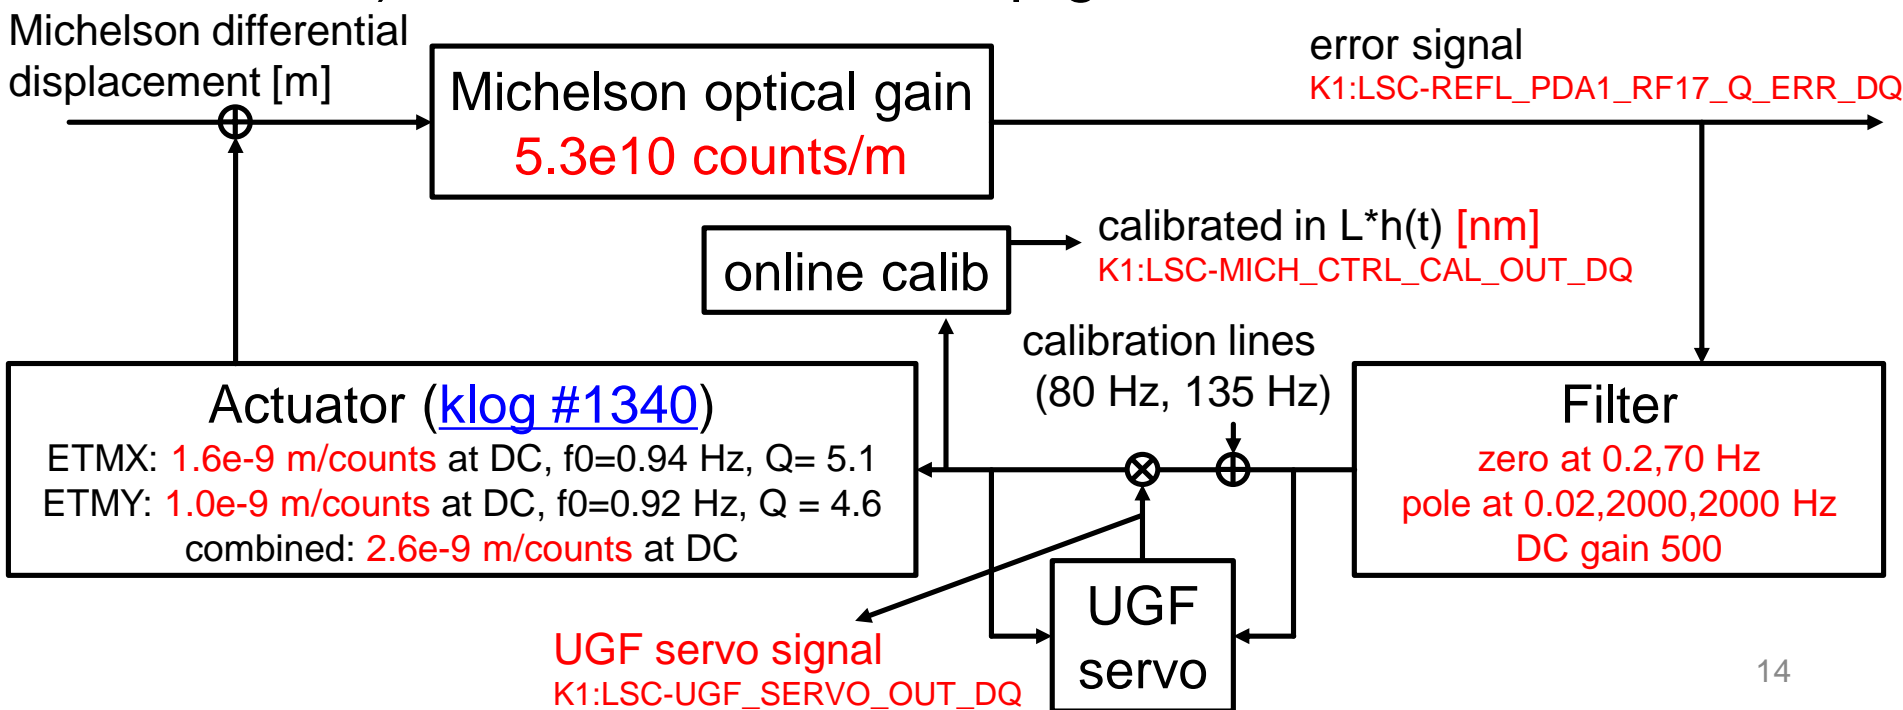 Michelson differential
displacement [m]
Michelson optical gain
5.3e10 counts/m
error signal
K1:LSC-REFL_PDA1_RF17_Q_ERR_DQ
online calib
calibrated in L*h(t) [nm]
K1:LSC-MICH_CTRL_CAL_OUT_DQ
calibration lines
(80 Hz, 135 Hz)
Actuator (klog #1340)
ETMX: 1.6e-9 m/counts at DC, f0=0.94 Hz, Q= 5.1
ETMY: 1.0e-9 m/counts at DC, f0=0.92 Hz, Q = 4.6
combined: 2.6e-9 m/counts at DC
Filter
zero at 0.2,70 Hz
pole at 0.02,2000,2000 Hz
DC gain 500
UGF
servo
UGF servo signal
K1:LSC-UGF_SERVO_OUT_DQ
14